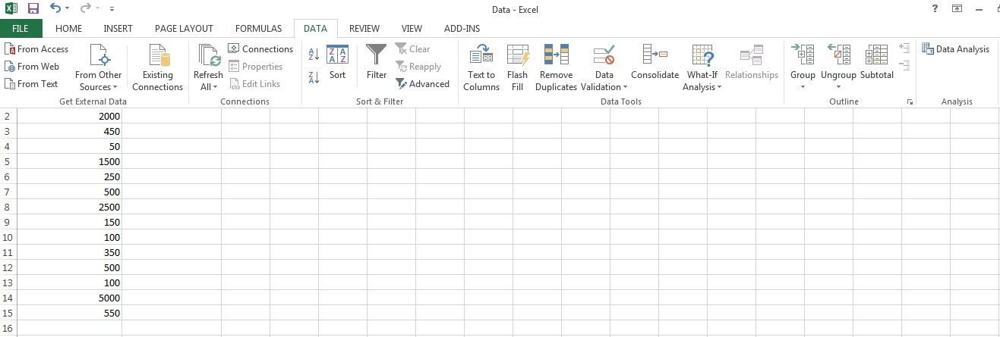 Data - Excel
?
FILE HOME INSERT PAGE LAYOUT FORMULAS DATA REVIEW VIEW ADD-INS
From Access
From Web
From Text
From Other
Sources
Existing
Connections
Get External Data
Refresh
All
Connections
Properties
Edit Links
Connections
Sort
Filter
Clear
Reapply
Advanced
Sort & Filter
Text to
Columns
Flash
Fill
Remove
Duplicates
Data
Validation
Consolidate
What-If
Analysis
Relationships
Data Tools
Group
Ungroup
Subtotal
Outline
Data Analysis
Analysis
2 2000
3 450
4 50
5 1500
6 250
7 500
8 2500
9 150
10 100
11 350
12 500
13 100
14 5000
15 550
16